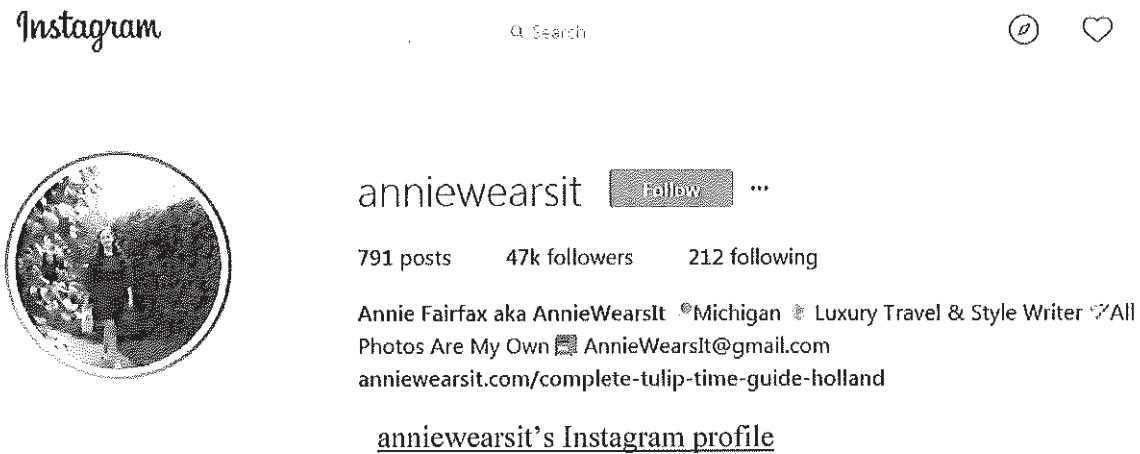 Instagram
Search
anniewearsit Follow ...
791 posts 47k followers 212 following
Annie Fairfax aka AnnieWearsIt Michigan Luxury Travel & Style Writer All
Photos Are My Own AnnieWearsIt@gmail.com
anniewearsit.com/complete-tulip-time-guide-holland
anniewearsit's Instagram profile